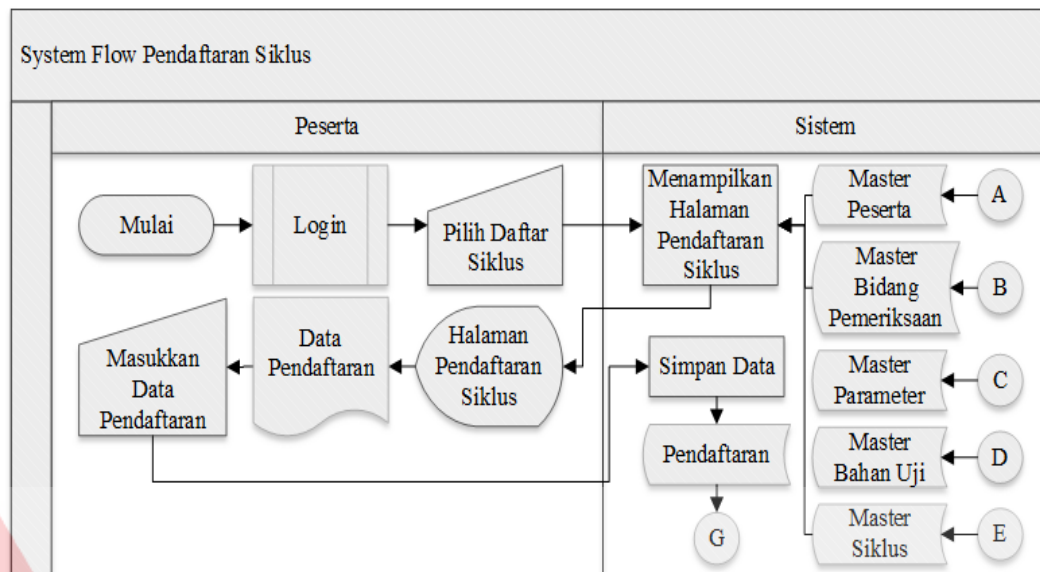 System Flow Pendaftaran Siklus
Peserta
Sistem
Mulai
Login
Pilih Daftar
Siklus
Menampilkan
Halaman
Pendaftaran
Siklus
Master
Peserta
A
Master
Bidang
Pemeriksaan
B
Masukkan
Data
Pendaftaran
Data
Pendaftaran
Halaman
Pendaftaran
Siklus
Simpan Data
Master
Parameter
C
Pendaftaran
Master
Bahan Uji
D
G
Master
Siklus
E